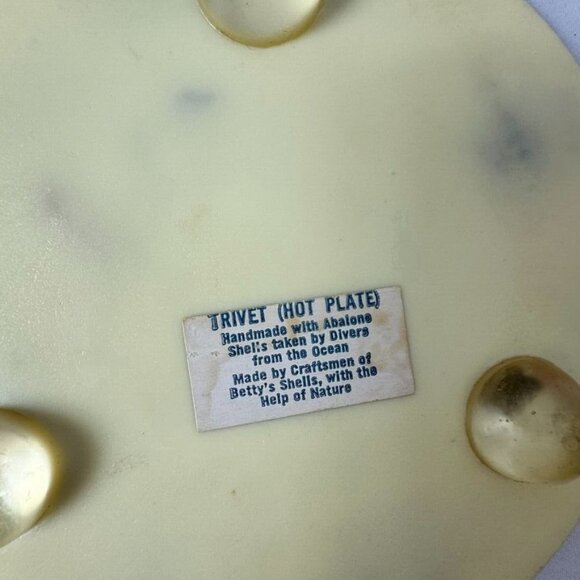 TRIVET (HOT PLATE)
Handmade with Abalone
Shells taken by Divers
from the Ocean
Made by Craftsmen of
Betty's Shells, with the
Help of Nature